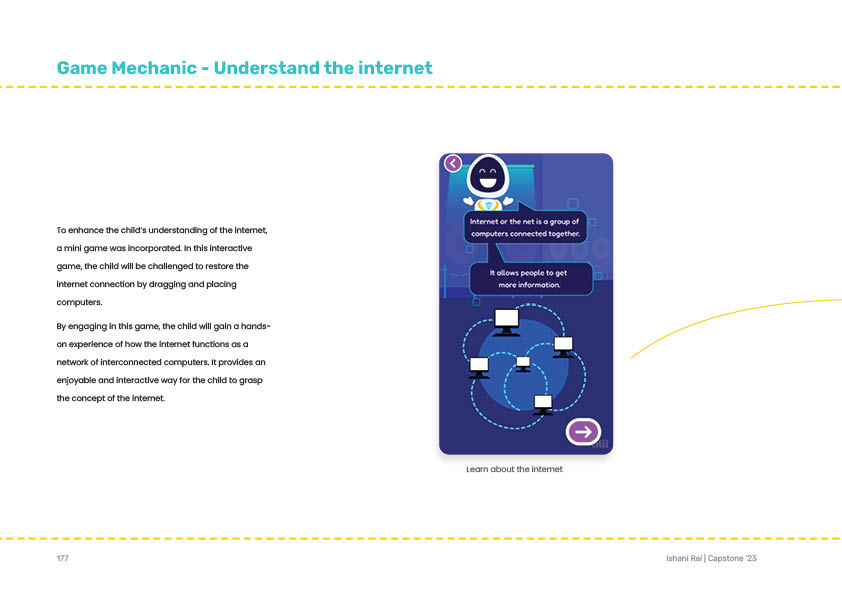 Game Mechanic - Understand the internet
To enhance the child's understanding of the internet,
a mini game was incorporated. In this interactive
game, the child will be challenged to restore the
internet connection by dragging and placing
computers.
By engaging in this game, the child will gain a hands-
on experience of how the internet functions as a
network of interconnected computers. It provides an
enjoyable and interactive way for the child to grasp
the concept of the internet.
Internet or the net is a group of
computers connected together.
It allows people to get
more information.
Learn about the internet
177
Ishani Rai | Capstone '23